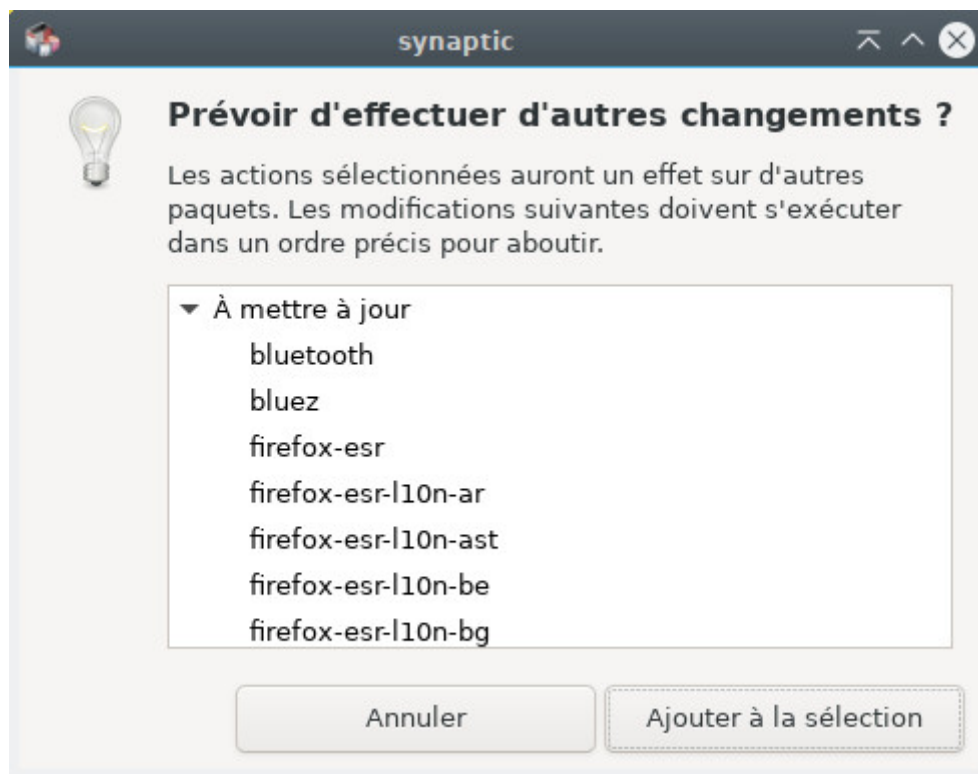 synaptic
Prévoir d'effectuer d'autres changements ?
Les actions sélectionnées auront un effet sur d'autres
paquets. Les modifications suivantes doivent s'exécuter
dans un ordre précis pour aboutir.
À mettre à jour
bluetooth
bluez
firefox-esr
firefox-esr-l10n-ar
firefox-esr-l10n-ast
firefox-esr-l10n-be
firefox-esr-l10n-bg
Annuler
Ajouter à la sélection